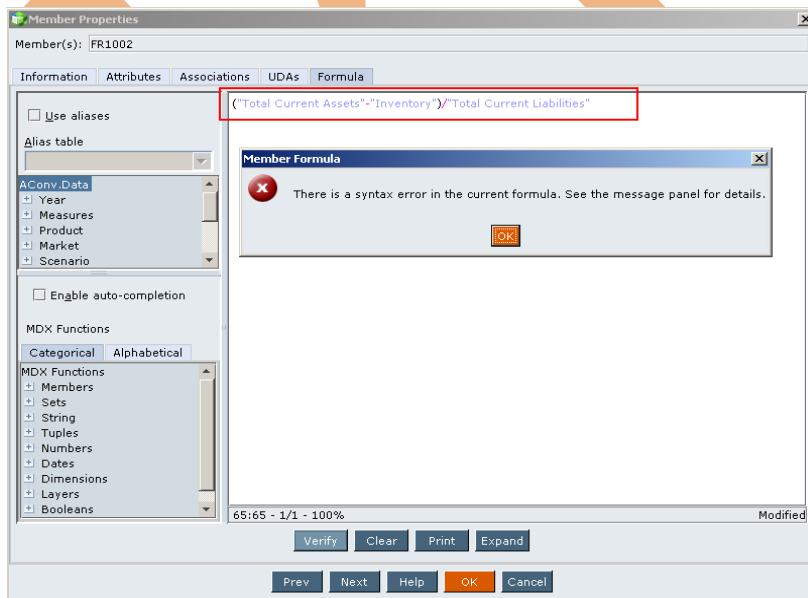 Member Properties
Member(s): FR1002
Information Attributes Associations UDAs Formula
Use aliases
Alias table
AConv.Data
Year
Measures
Product
Market
Scenario
Enable auto-completion
MDX Functions
Categorical Alphabetical
MDX Functions
Members
Sets
String
Tuples
Numbers
Dates
Dimensions
Layers
Booleans
("Total Current Assets"-"Inventory")/"Total Current Liabilities"
Member Formula
There is a syntax error in the current formula. See the message panel for details.
OK
65:65 - 1/1 - 100% Modified
Verify Clear Print Expand
Prev Next Help OK Cancel